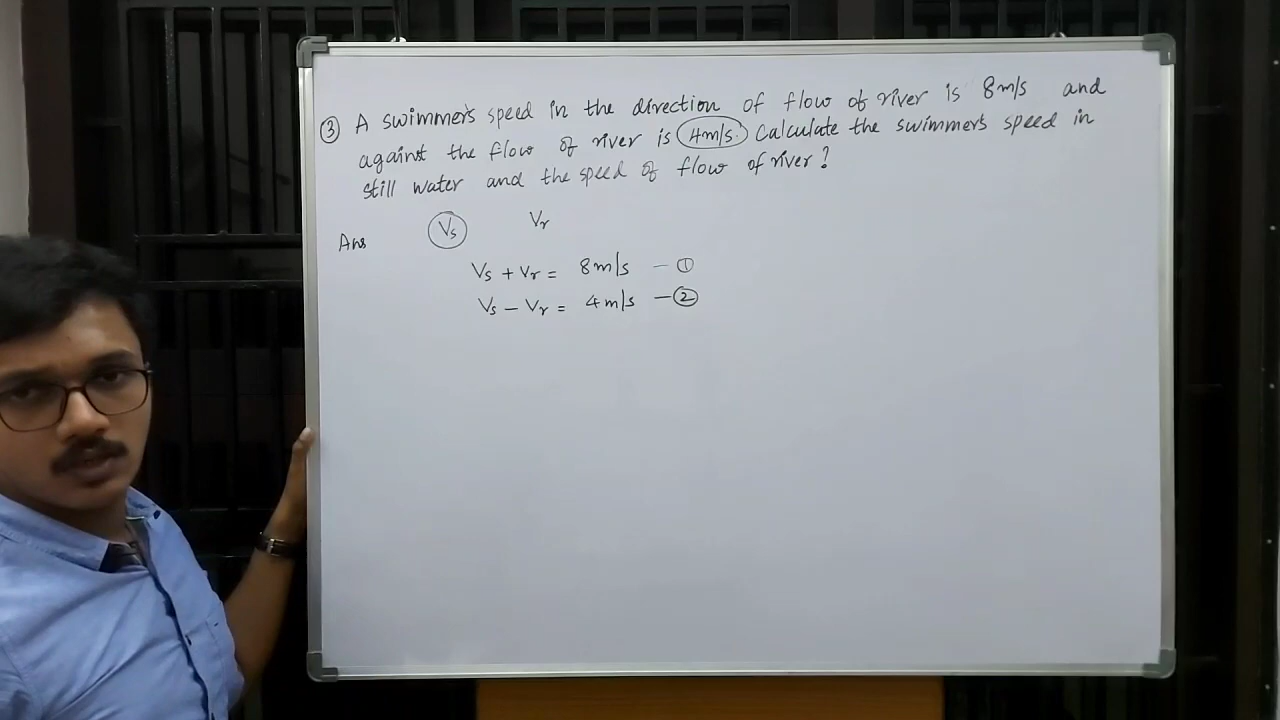 ③ A swimmer's speed in the direction of flow of river is 8m/s and
against the flow of river is 4m/s. Calculate the swimmer's speed in
still water and the speed of flow of river?
Ans Vs Vr
Vs + Vr = 8m/s — ①
Vs — Vr = 4m/s — ②